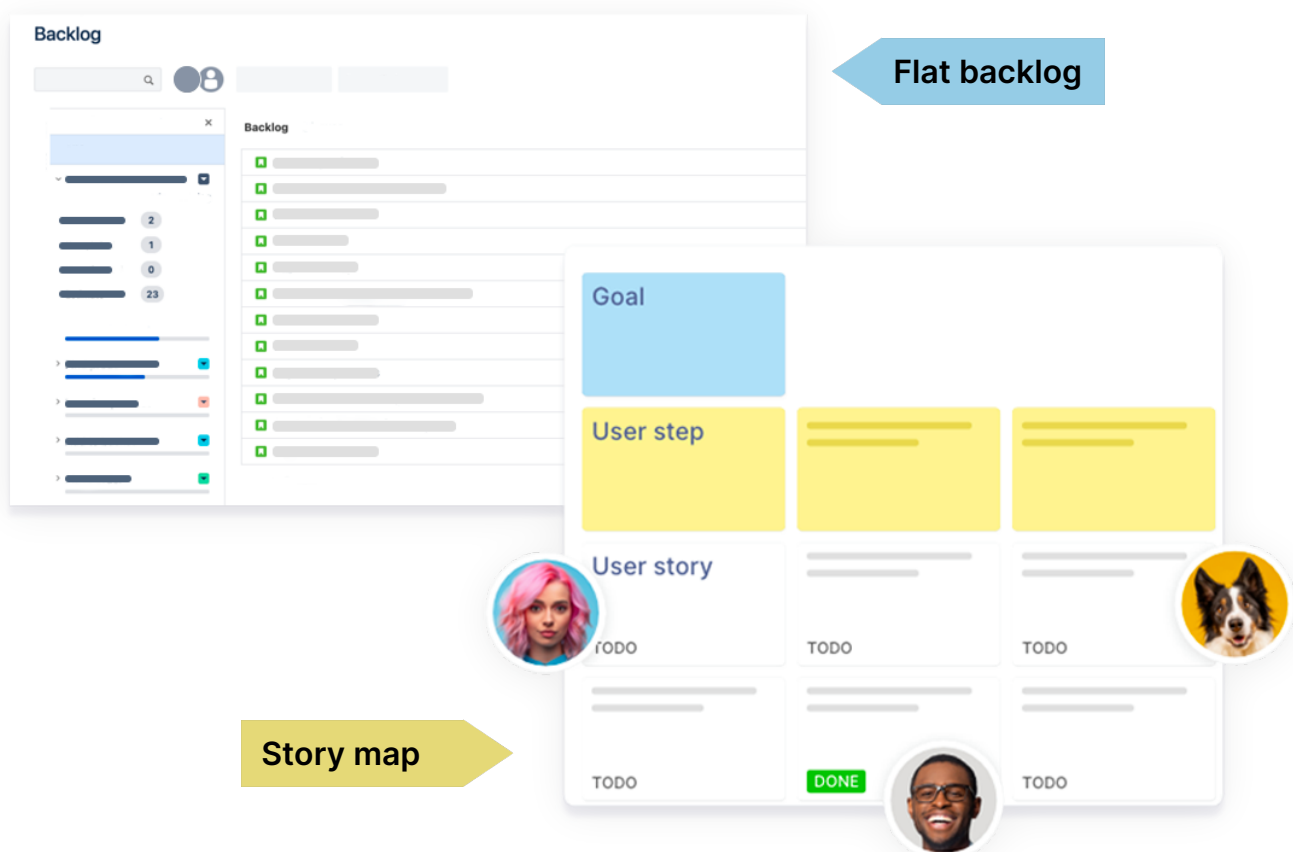 Backlog
Flat backlog
×
Backlog
2
1
0
23
Goal
User step
User story
TODO
TODO
TODO
TODO
DONE
TODO
Story map